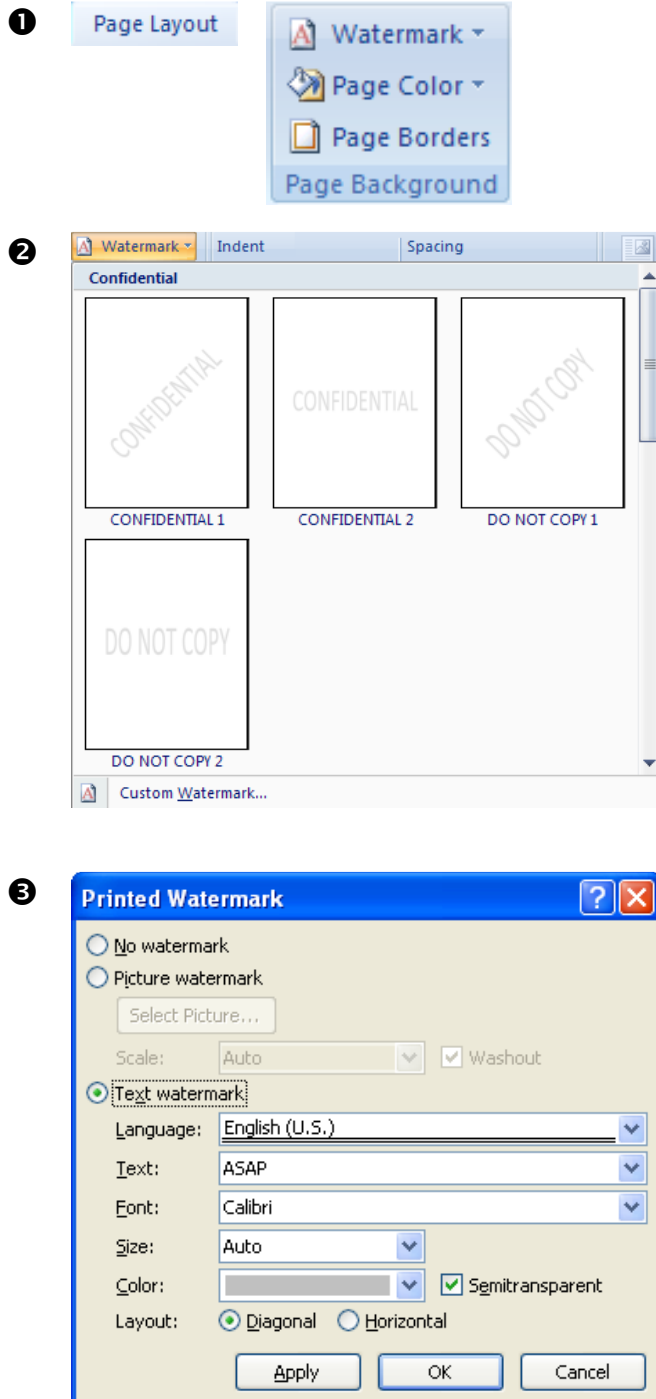 ❶ Page Layout
Watermark
Page Color
Page Borders
Page Background
❷ Watermark Indent Spacing
Confidential
CONFIDENTIAL CONFIDENTIAL DO NOT COPY
CONFIDENTIAL 1 CONFIDENTIAL 2 DO NOT COPY 1
DO NOT COPY
DO NOT COPY 2
Custom Watermark...
❸ Printed Watermark
No watermark
Picture watermark
Select Picture...
Scale: Auto Washout
Text watermark
Language: English (U.S.)
Text: ASAP
Font: Calibri
Size: Auto
Color: Semitransparent
Layout: Diagonal Horizontal
Apply OK Cancel